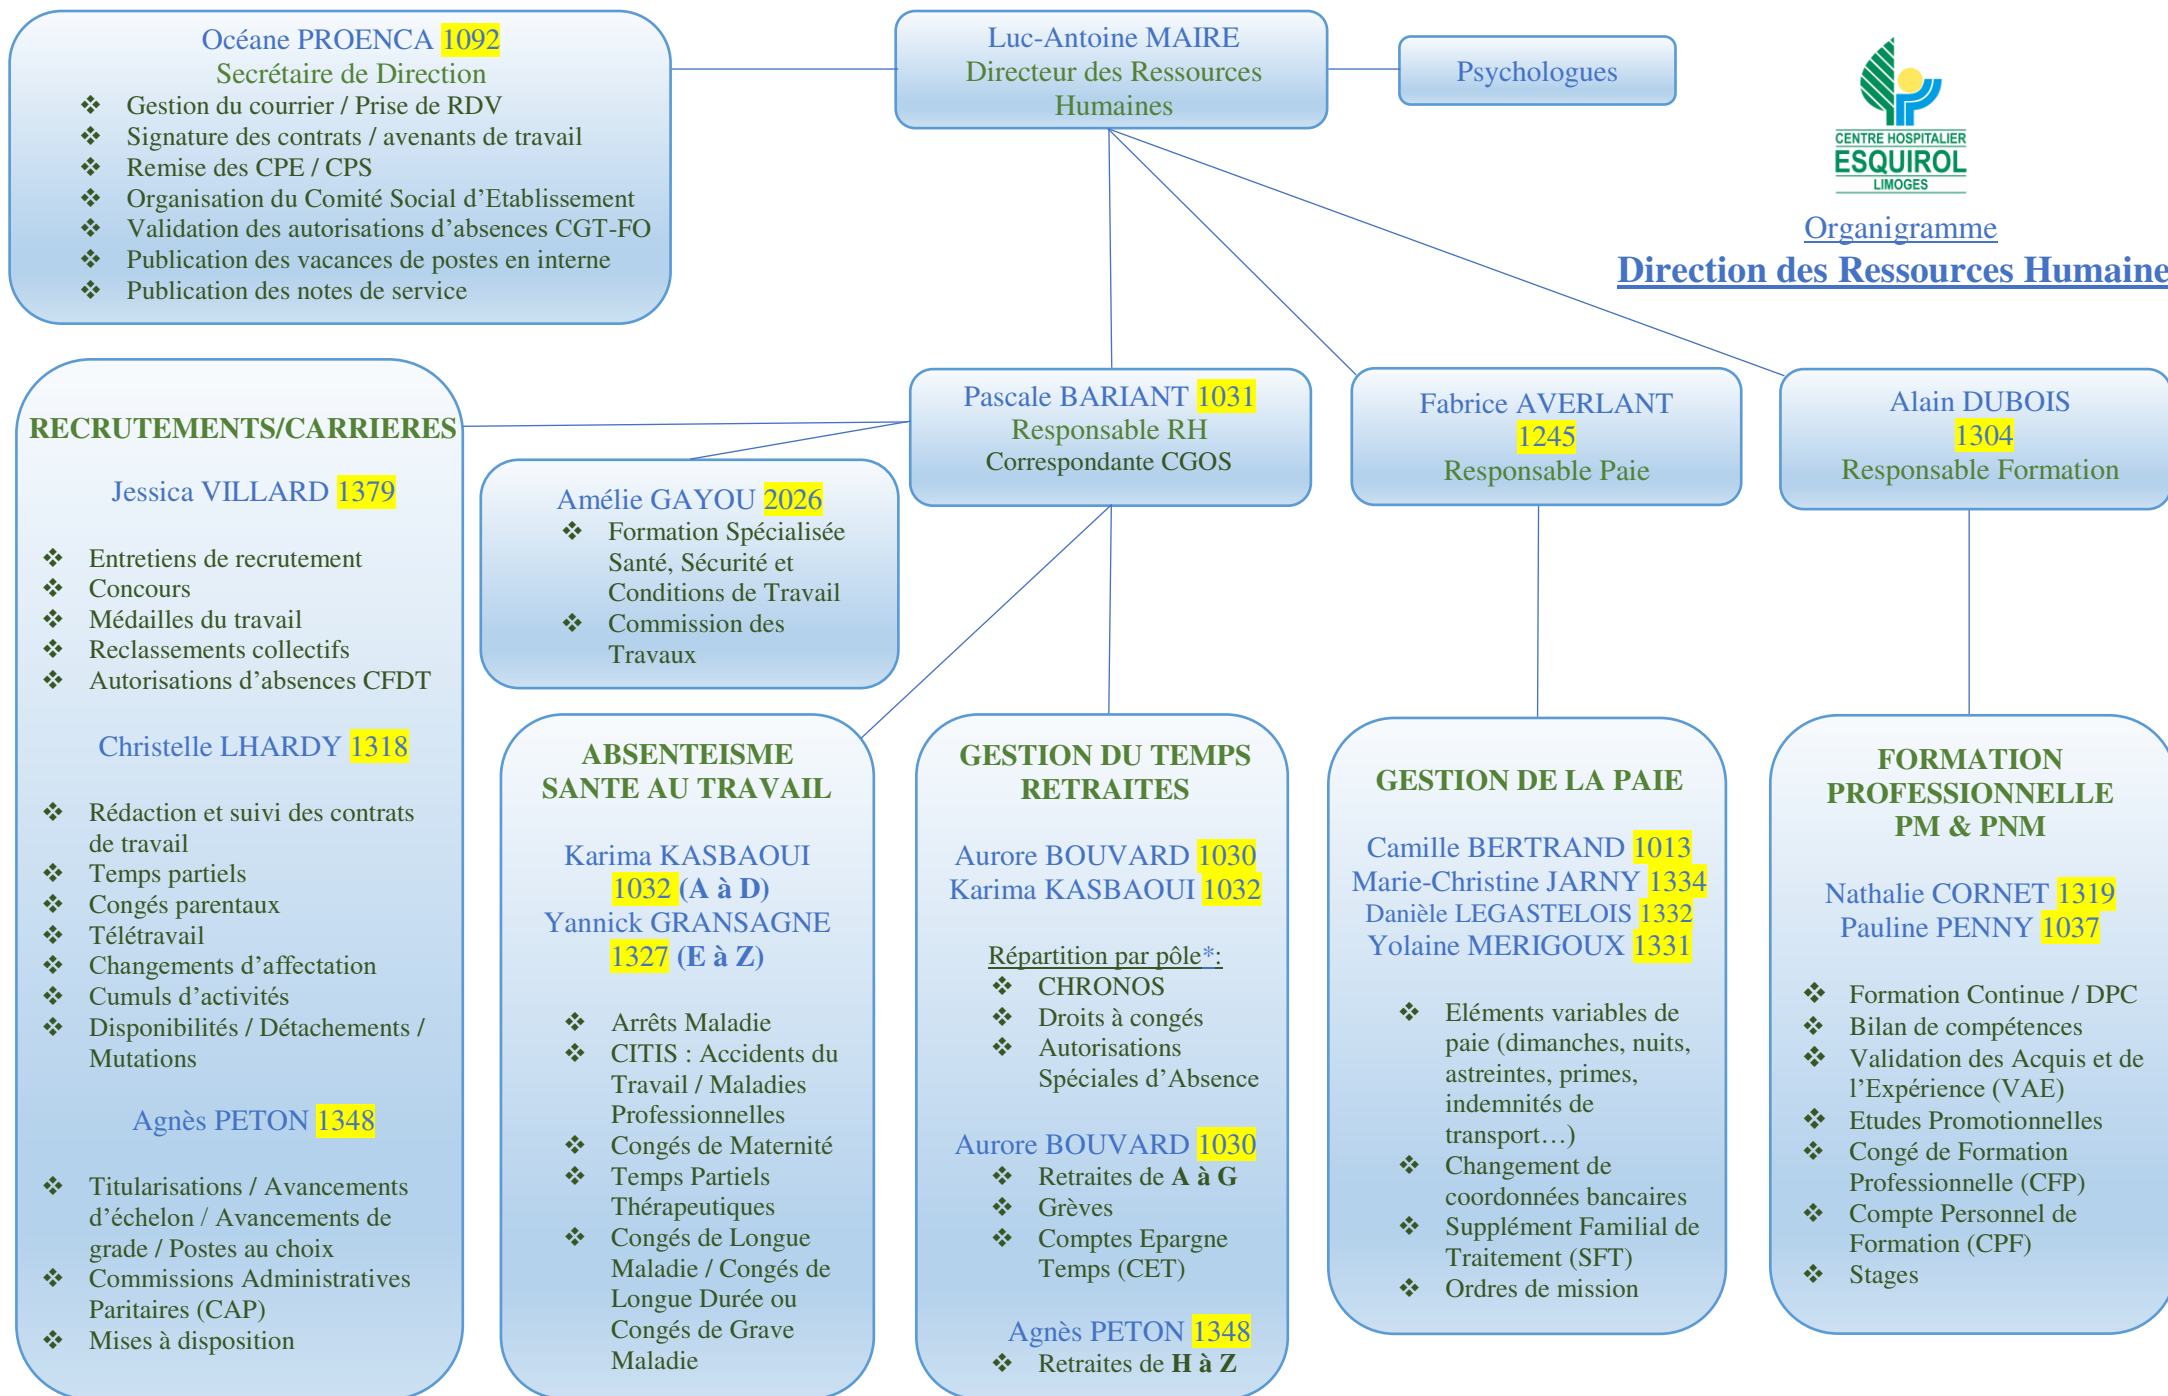 Océane PROENCA 1092
Secrétaire de Direction
❖ Gestion du courrier / Prise de RDV
❖ Signature des contrats / avenants de travail
❖ Remise des CPE / CPS
❖ Organisation du Comité Social d’Etablissement
❖ Validation des autorisations d’absences CGT-FO
❖ Publication des vacances de postes en interne
❖ Publication des notes de service
Luc-Antoine MAIRE
Directeur des Ressources
Humaines
Psychologues
CENTRE HOSPITALIER
ESQUIROL
LIMOGES
Organigramme
Direction des Ressources Humaine
RECRUTEMENTS/CARRIERES
Jessica VILLARD 1379
❖ Entretiens de recrutement
❖ Concours
❖ Médailles du travail
❖ Reclassements collectifs
❖ Autorisations d’absences CFDT
Christelle LHARDY 1318
❖ Rédaction et suivi des contrats
de travail
❖ Temps partiels
❖ Congés parentaux
❖ Télétravail
❖ Changements d’affectation
❖ Cumuls d’activités
❖ Disponibilités / Détachements /
Mutations
Agnès PETON 1348
❖ Titularisations / Avancements
d’échelon / Avancements de
grade / Postes au choix
❖ Commissions Administratives
Paritaires (CAP)
❖ Mises à disposition
Pascale BARIANT 1031
Responsable RH
Correspondante CGOS
Amélie GAYOU 2026
❖ Formation Spécialisée
Santé, Sécurité et
Conditions de Travail
❖ Commission des
Travaux
Fabrice AVERLANT
1245
Responsable Paie
Alain DUBOIS
1304
Responsable Formation
ABSENTEISME
SANTE AU TRAVAIL
Karima KASBAOUI
1032 (A à D)
Yannick GRANSAGNE
1327 (E à Z)
❖ Arrêts Maladie
❖ CITIS : Accidents du
Travail / Maladies
Professionnelles
❖ Congés de Maternité
❖ Temps Partiels
Thérapeutiques
❖ Congés de Longue
Maladie / Congés de
Longue Durée ou
Congés de Grave
Maladie
GESTION DU TEMPS
RETRAITES
Aurore BOUVARD 1030
Karima KASBAOUI 1032
Répartition par pôle*:
❖ CHRONOS
❖ Droits à congés
❖ Autorisations
Spéciales d’Absence
Aurore BOUVARD 1030
❖ Retraites de A à G
❖ Grèves
❖ Comptes Epargne
Temps (CET)
Agnès PETON 1348
❖ Retraites de H à Z
GESTION DE LA PAIE
Camille BERTRAND 1013
Marie-Christine JARNY 1334
Danièle LEGASTELOIS 1332
Yolaine MERIGOUX 1331
❖ Eléments variables de
paie (dimanches, nuits,
astreintes, primes,
indemnités de
transport…)
❖ Changement de
coordonnées bancaires
❖ Supplément Familial de
Traitement (SFT)
❖ Ordres de mission
FORMATION
PROFESSIONNELLE
PM & PNM
Nathalie CORNET 1319
Pauline PENNY 1037
❖ Formation Continue / DPC
❖ Bilan de compétences
❖ Validation des Acquis et de
l’Expérience (VAE)
❖ Etudes Promotionnelles
❖ Congé de Formation
Professionnelle (CFP)
❖ Compte Personnel de
Formation (CPF)
❖ Stages